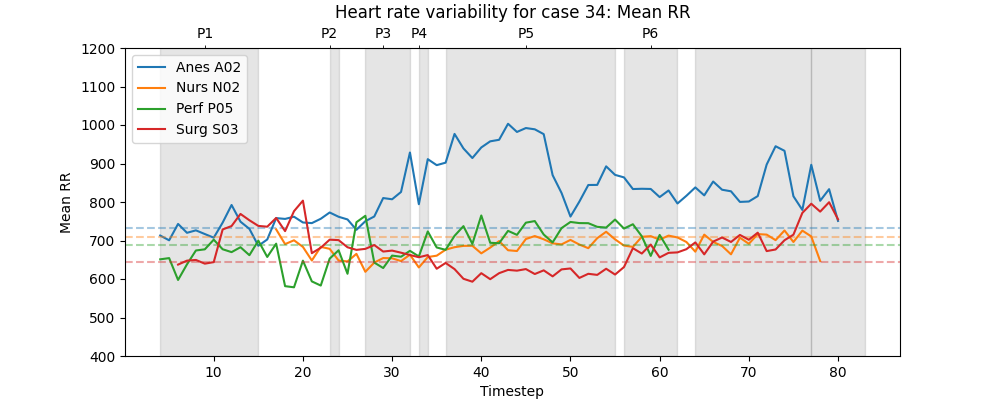 Heart rate variability for case 34: Mean RR
P1 P2 P3 P4 P5 P6
1200
1100
1000
900
800
700
600
500
400
Mean RR
Anes A02
Nurs N02
Perf P05
Surg S03
10 20 30 40 50 60 70 80
Timestep